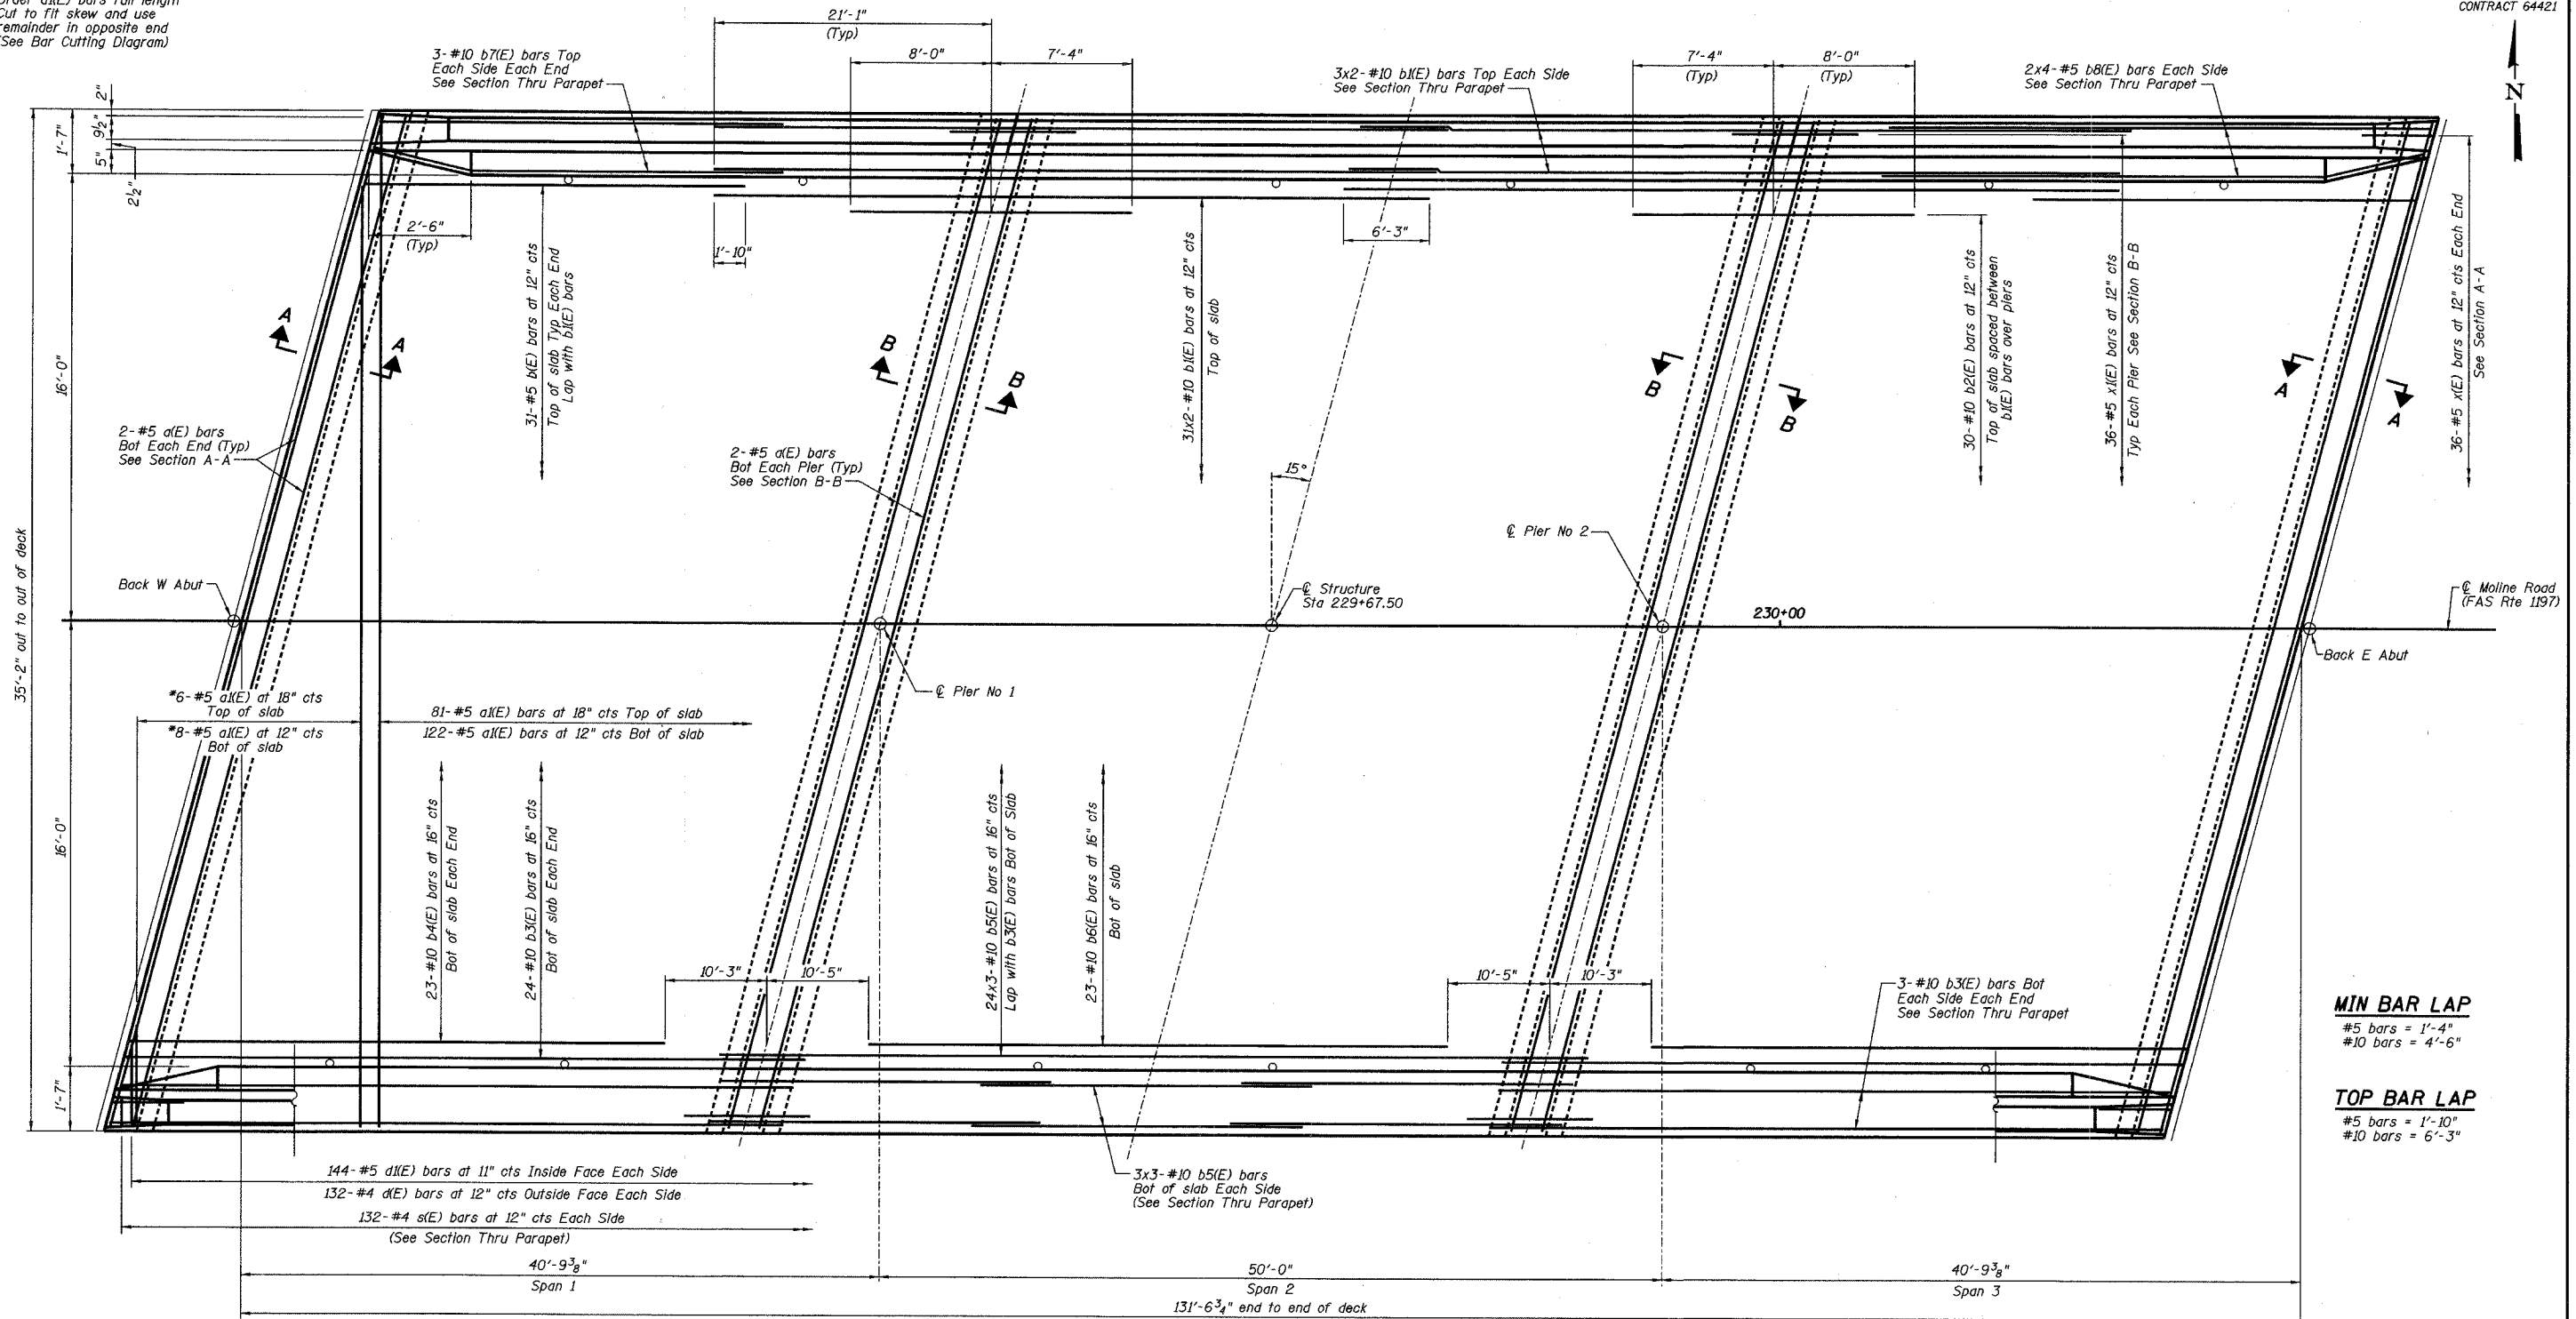 Cut to fit skew and use
remainder in opposite end
(See Bar Cutting Diagram)
CONTRACT 64421
N
3-#10 b7(E) bars Top
Each Side Each End
See Section Thru Parapet
21'-1"
(Typ)
8'-0"
7'-4"
3x2-#10 b1(E) bars Top Each Side
See Section Thru Parapet
7'-4"
(Typ)
8'-0"
(Typ)
2x4-#5 b8(E) bars Each Side
See Section Thru Parapet
2"
9½"
5"
2½"
1'-7"
16'-0"
35'-2" out to out of deck
16'-0"
1'-7"
2'-6"
(Typ)
1'-10"
6'-3"
31-#5 b(E) bars at 12" cts
Top of slab Typ Each End
Lap with b1(E) bars
31x2-#10 b1(E) bars at 12" cts
Top of slab
30-#10 b2(E) bars at 12" cts
Top of slab spaced between
b1(E) bars over piers
36-#5 x1(E) bars at 12" cts
Typ Each Pier See Section B-B
36-#5 x(E) bars at 12" cts Each End
See Section A-A
A
A
B
B
B
B
A
A
2-#5 a(E) bars
Bot Each End (Typ)
See Section A-A
2-#5 a(E) bars
Bot Each Pier (Typ)
See Section B-B
15°
℄ Pier No 2
Back W Abut
℄ Structure
Sta 229+67.50
230+00
℄ Moline Road
(FAS Rte 1197)
Back E Abut
℄ Pier No 1
*6-#5 a1(E) at 18" cts
Top of slab
*8-#5 a1(E) at 12" cts
Bot of slab
81-#5 a1(E) bars at 18" cts Top of slab
122-#5 a1(E) bars at 12" cts Bot of slab
23-#10 b4(E) bars at 16" cts
Bot of slab Each End
24-#10 b3(E) bars at 16" cts
Bot of slab Each End
24x3-#10 b5(E) bars at 16" cts
Lap with b3(E) bars Bot of Slab
23-#10 b6(E) bars at 16" cts
Bot of slab
10'-3"
10'-5"
10'-5"
10'-3"
3-#10 b3(E) bars Bot
Each Side Each End
See Section Thru Parapet
MIN BAR LAP
#5 bars = 1'-4"
#10 bars = 4'-6"
TOP BAR LAP
#5 bars = 1'-10"
#10 bars = 6'-3"
144-#5 d1(E) bars at 11" cts Inside Face Each Side
132-#4 d(E) bars at 12" cts Outside Face Each Side
132-#4 s(E) bars at 12" cts Each Side
(See Section Thru Parapet)
3x3-#10 b5(E) bars
Bot of slab Each Side
(See Section Thru Parapet)
40'-9⅜"
Span 1
50'-0"
Span 2
40'-9⅜"
Span 3
131'-6¾" end to end of deck